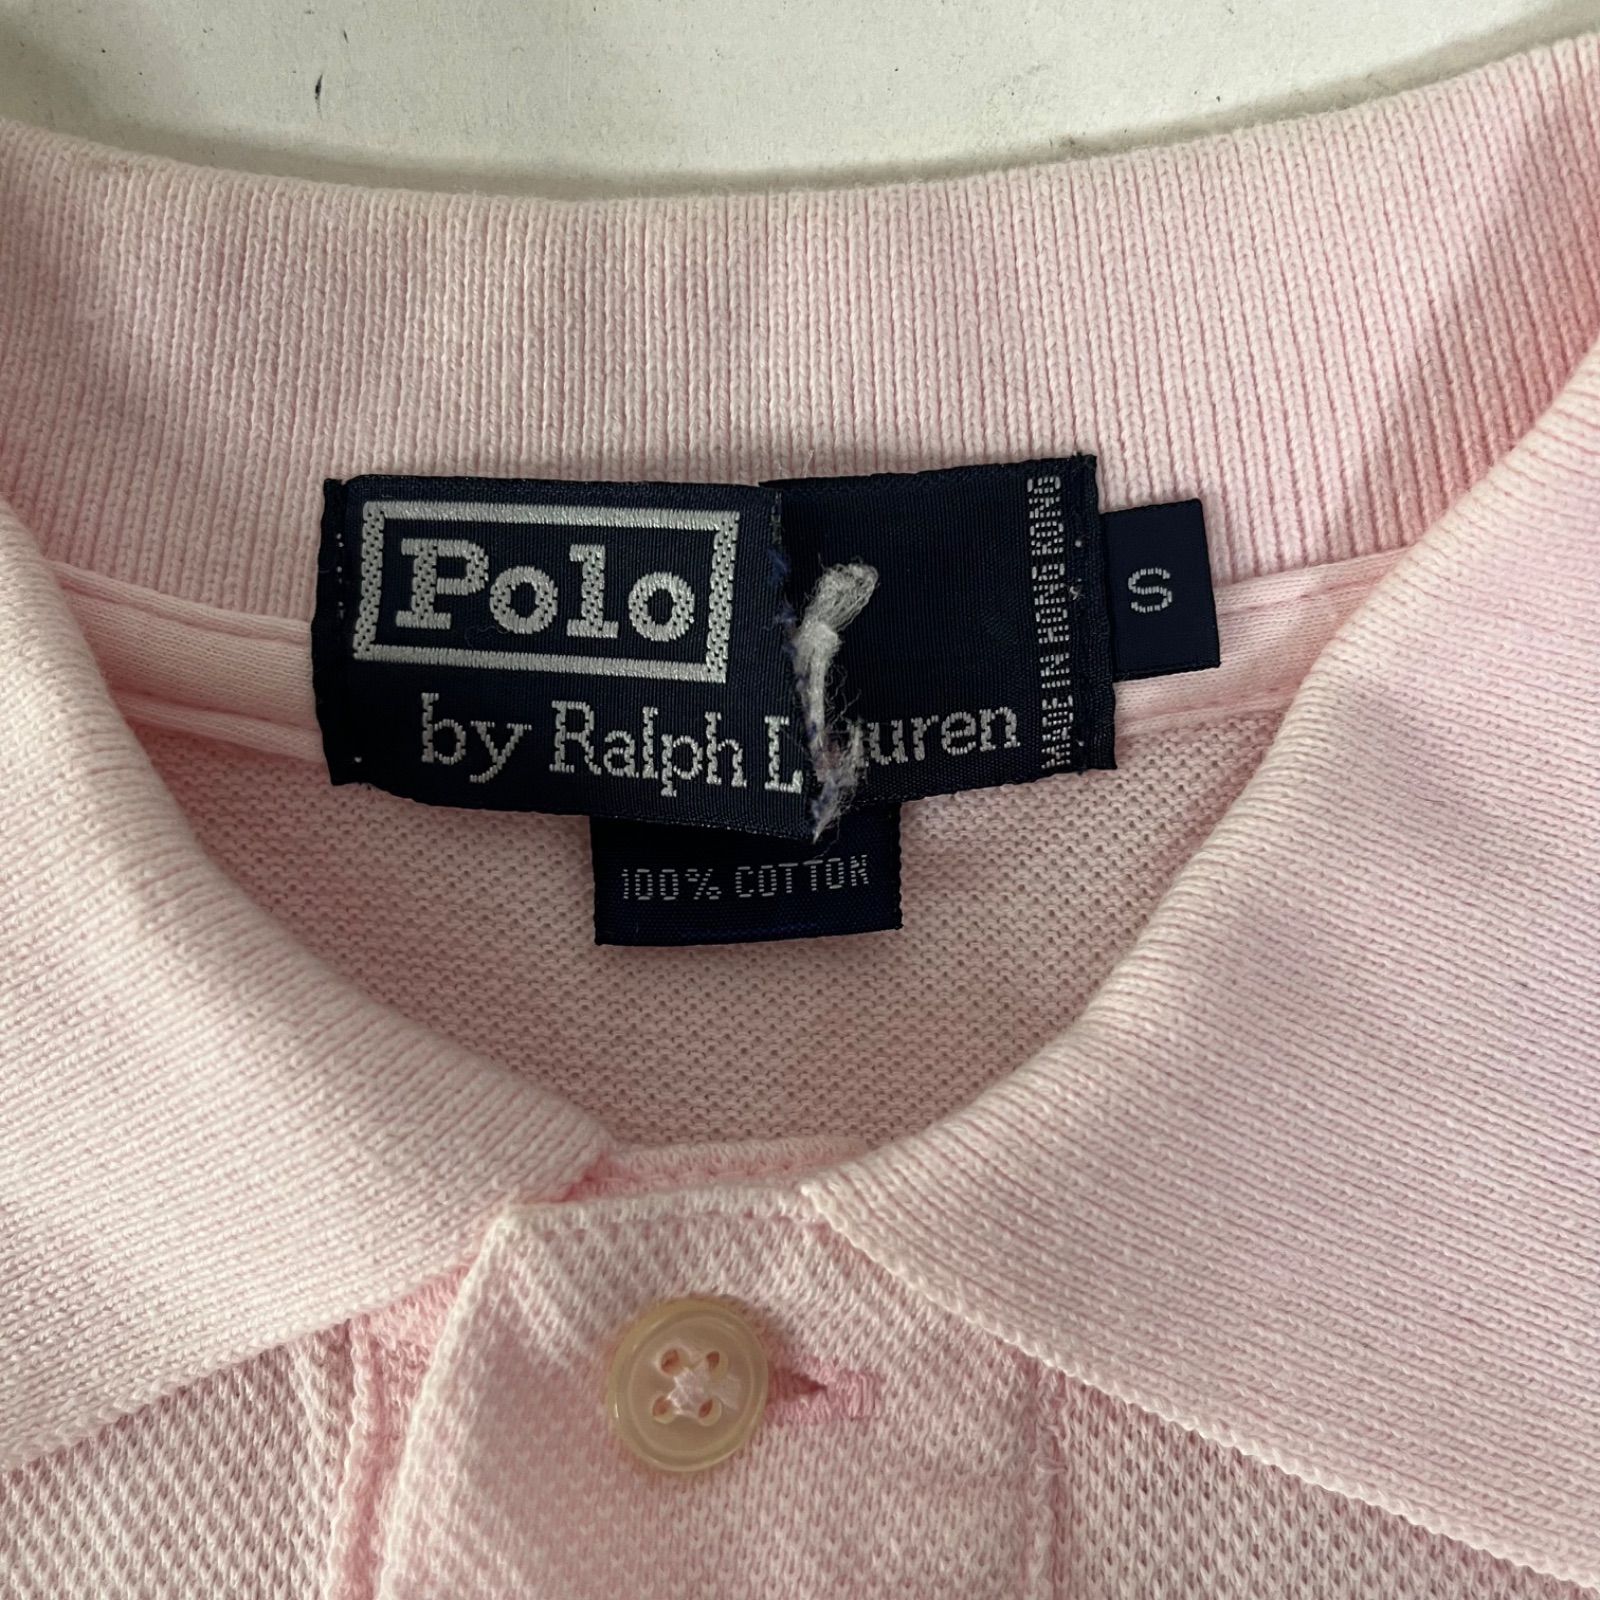 Polo
by Ralph Lauren
MADE IN HONG KONG
S
100% COTTON